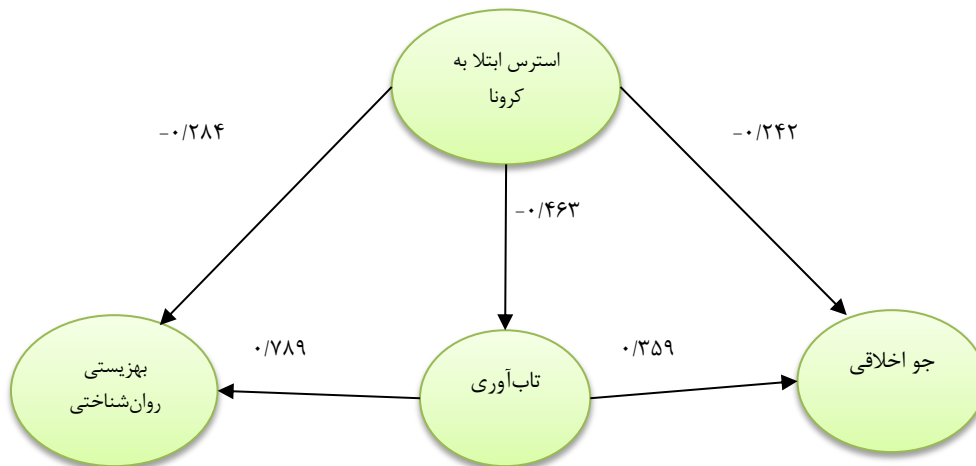 استرس ابتلا به
کرونا
-۰/۲۸۴
-۰/۲۴۲
-۰/۴۶۳
۰/۷۸۹
۰/۳۵۹
بهزیستی
روان‌شناختی
تاب‌آوری
جو اخلاقی